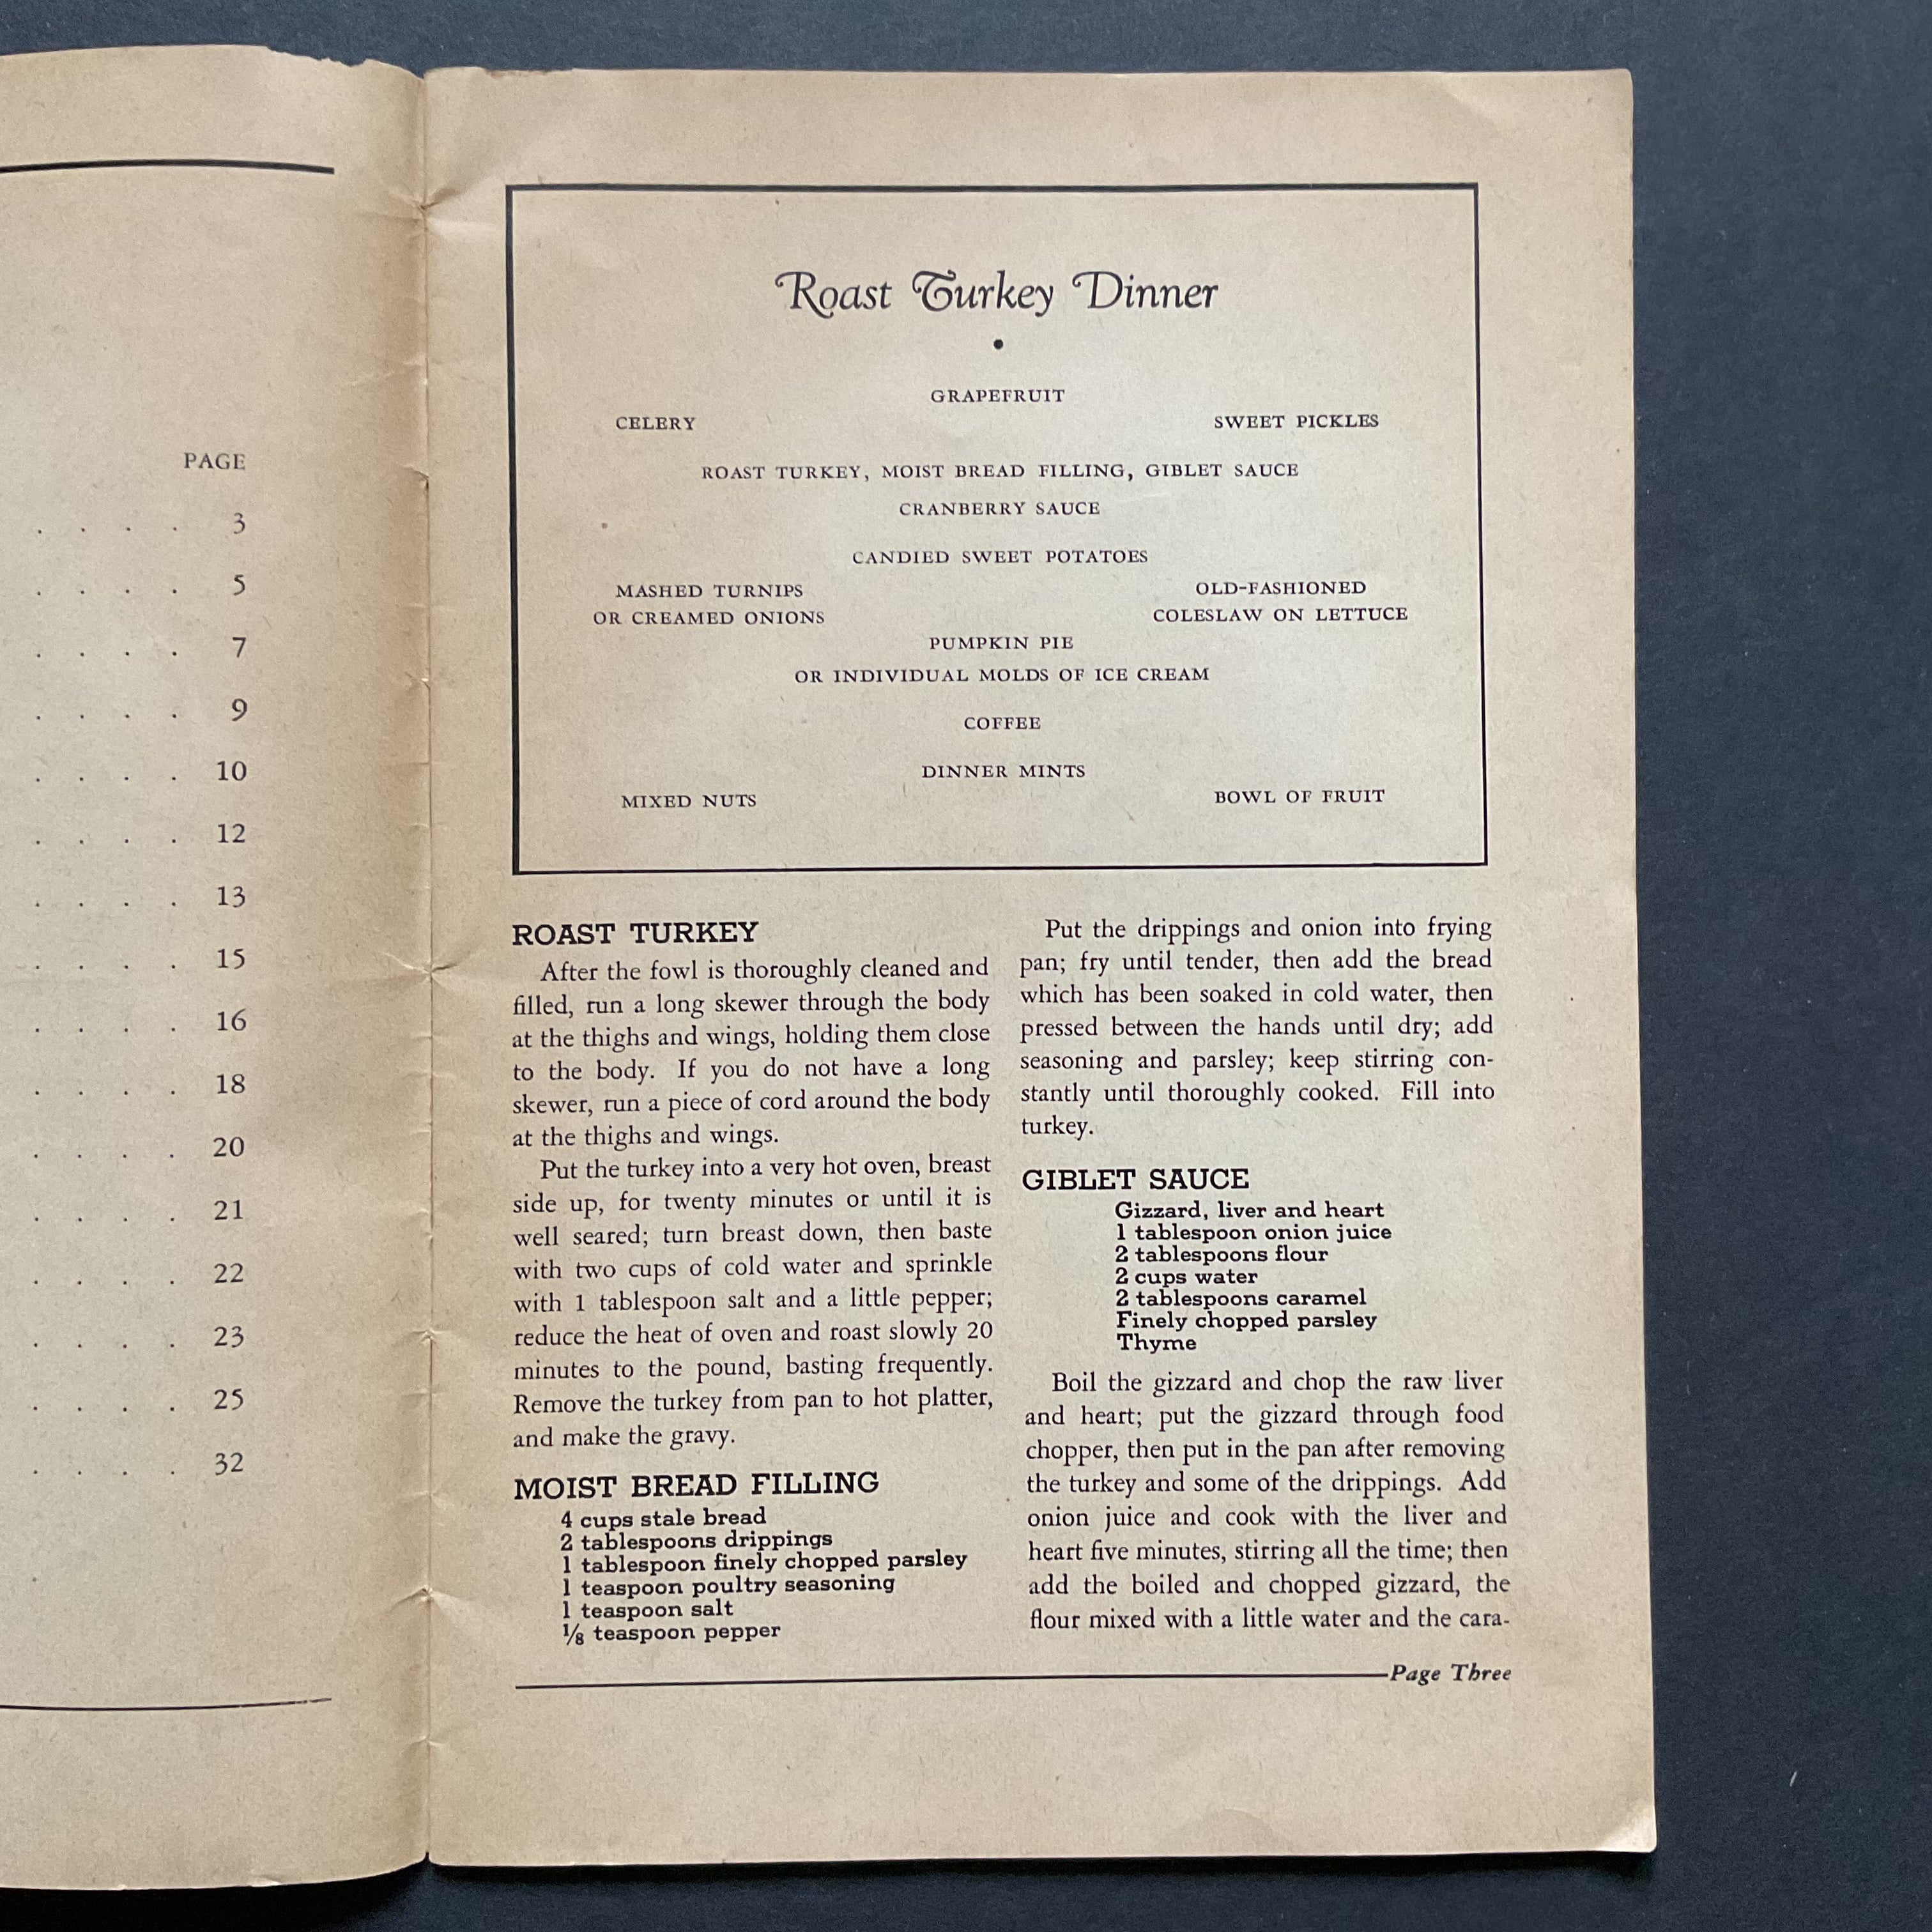 PAGE
. . . . 3
. . . . 5
. . . . 7
. . . . 9
. . . . 10
. . . . 12
. . . . 13
. . . . 15
. . . . 16
. . . . 18
. . . . 20
. . . . 21
. . . . 22
. . . . 23
. . . . 25
. . . . 32
Roast Turkey Dinner
•
GRAPEFRUIT
CELERY SWEET PICKLES
ROAST TURKEY, MOIST BREAD FILLING, GIBLET SAUCE
CRANBERRY SAUCE
CANDIED SWEET POTATOES
MASHED TURNIPS OLD-FASHIONED
OR CREAMED ONIONS COLESLAW ON LETTUCE
PUMPKIN PIE
OR INDIVIDUAL MOLDS OF ICE CREAM
COFFEE
DINNER MINTS
MIXED NUTS BOWL OF FRUIT
ROAST TURKEY
After the fowl is thoroughly cleaned and
filled, run a long skewer through the body
at the thighs and wings, holding them close
to the body. If you do not have a long
skewer, run a piece of cord around the body
at the thighs and wings.
Put the turkey into a very hot oven, breast
side up, for twenty minutes or until it is
well seared; turn breast down, then baste
with two cups of cold water and sprinkle
with 1 tablespoon salt and a little pepper;
reduce the heat of oven and roast slowly 20
minutes to the pound, basting frequently.
Remove the turkey from pan to hot platter,
and make the gravy.
MOIST BREAD FILLING
4 cups stale bread
2 tablespoons drippings
1 tablespoon finely chopped parsley
1 teaspoon poultry seasoning
1 teaspoon salt
⅛ teaspoon pepper
Put the drippings and onion into frying
pan; fry until tender, then add the bread
which has been soaked in cold water, then
pressed between the hands until dry; add
seasoning and parsley; keep stirring con-
stantly until thoroughly cooked. Fill into
turkey.
GIBLET SAUCE
Gizzard, liver and heart
1 tablespoon onion juice
2 tablespoons flour
2 cups water
2 tablespoons caramel
Finely chopped parsley
Thyme
Boil the gizzard and chop the raw liver
and heart; put the gizzard through food
chopper, then put in the pan after removing
the turkey and some of the drippings. Add
onion juice and cook with the liver and
heart five minutes, stirring all the time; then
add the boiled and chopped gizzard, the
flour mixed with a little water and the cara-
Page Three